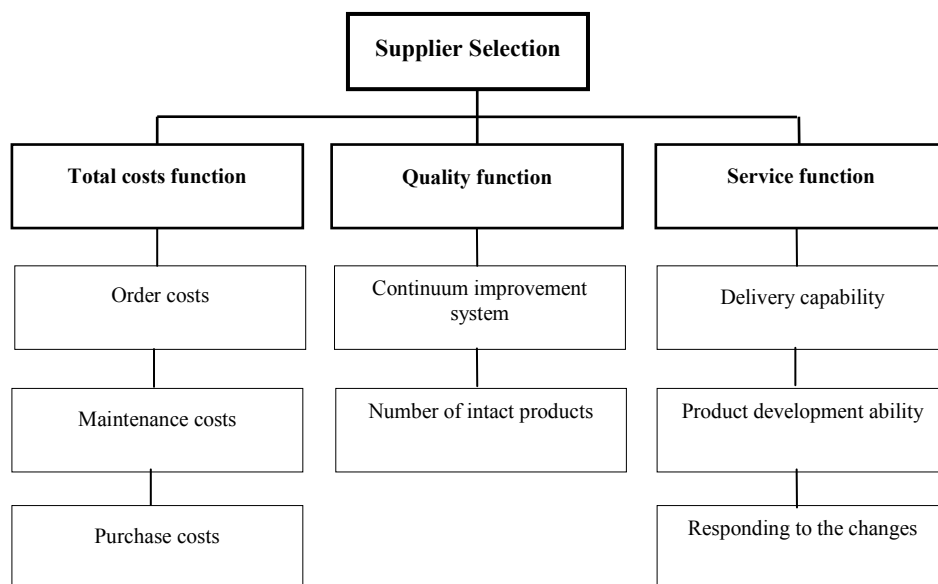 Supplier Selection
Total costs function
Quality function
Service function
Order costs
Continuum improvement
system
Delivery capability
Maintenance costs
Number of intact products
Product development ability
Purchase costs
Responding to the changes